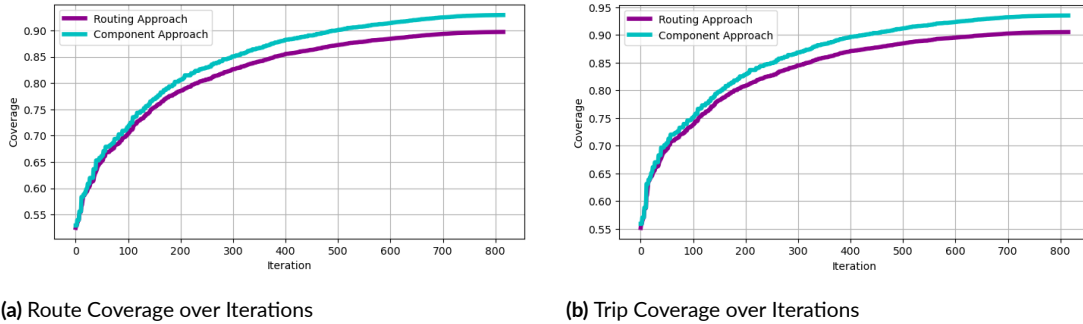 Routing Approach
Component Approach
0.90
0.85
0.80
0.75
0.70
0.65
0.60
0.55
Coverage
0 100 200 300 400 500 600 700 800
Iteration
(a) Route Coverage over Iterations
Routing Approach
Component Approach
0.95
0.90
0.85
0.80
0.75
0.70
0.65
0.60
0.55
Coverage
0 100 200 300 400 500 600 700 800
Iteration
(b) Trip Coverage over Iterations